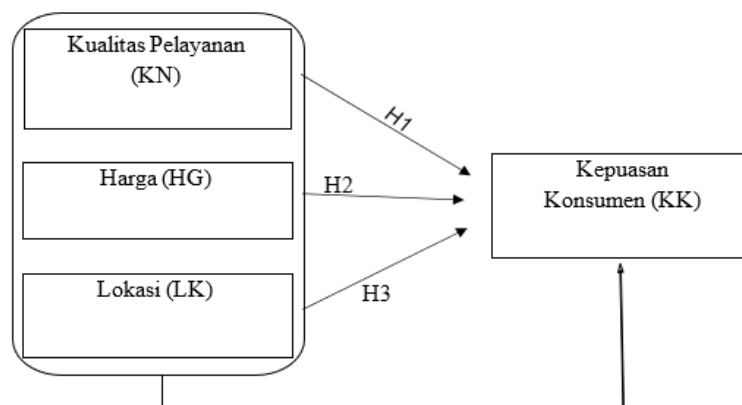 Kualitas Pelayanan
(KN)
H1
Harga (HG)
H2
Kepuasan
Konsumen (KK)
Lokasi (LK)
H3